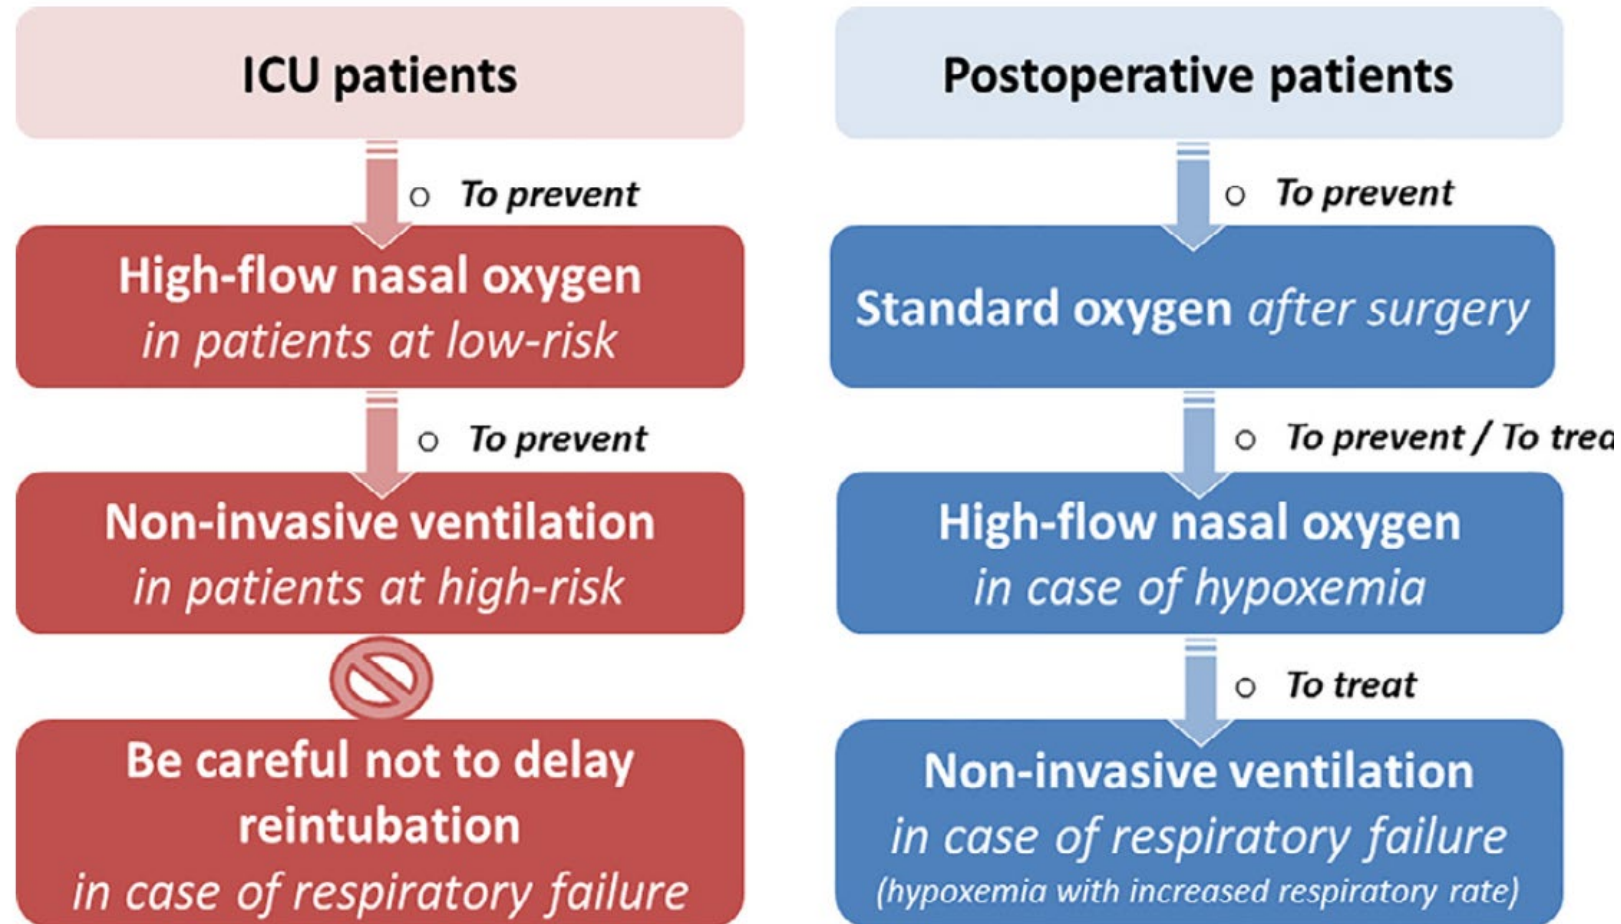 ICU patients
To prevent
High-flow nasal oxygen
in patients at low-risk
To prevent
Non-invasive ventilation
in patients at high-risk
Be careful not to delay
reintubation
in case of respiratory failure
Postoperative patients
To prevent
Standard oxygen after surgery
To prevent / To trea
High-flow nasal oxygen
in case of hypoxemia
To treat
Non-invasive ventilation
in case of respiratory failure
(hypoxemia with increased respiratory rate)